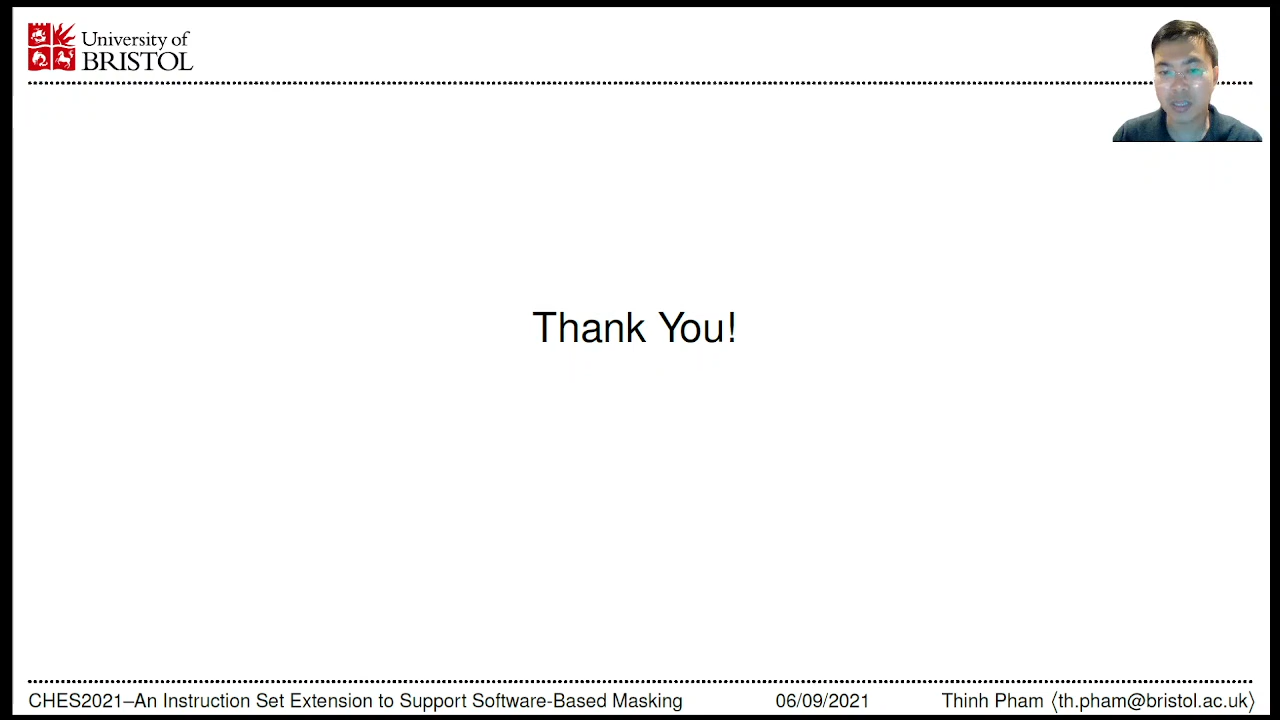 University of
BRISTOL
Thank You!
CHES2021–An Instruction Set Extension to Support Software-Based Masking 06/09/2021 Thinh Pham ⟨th.pham@bristol.ac.uk⟩